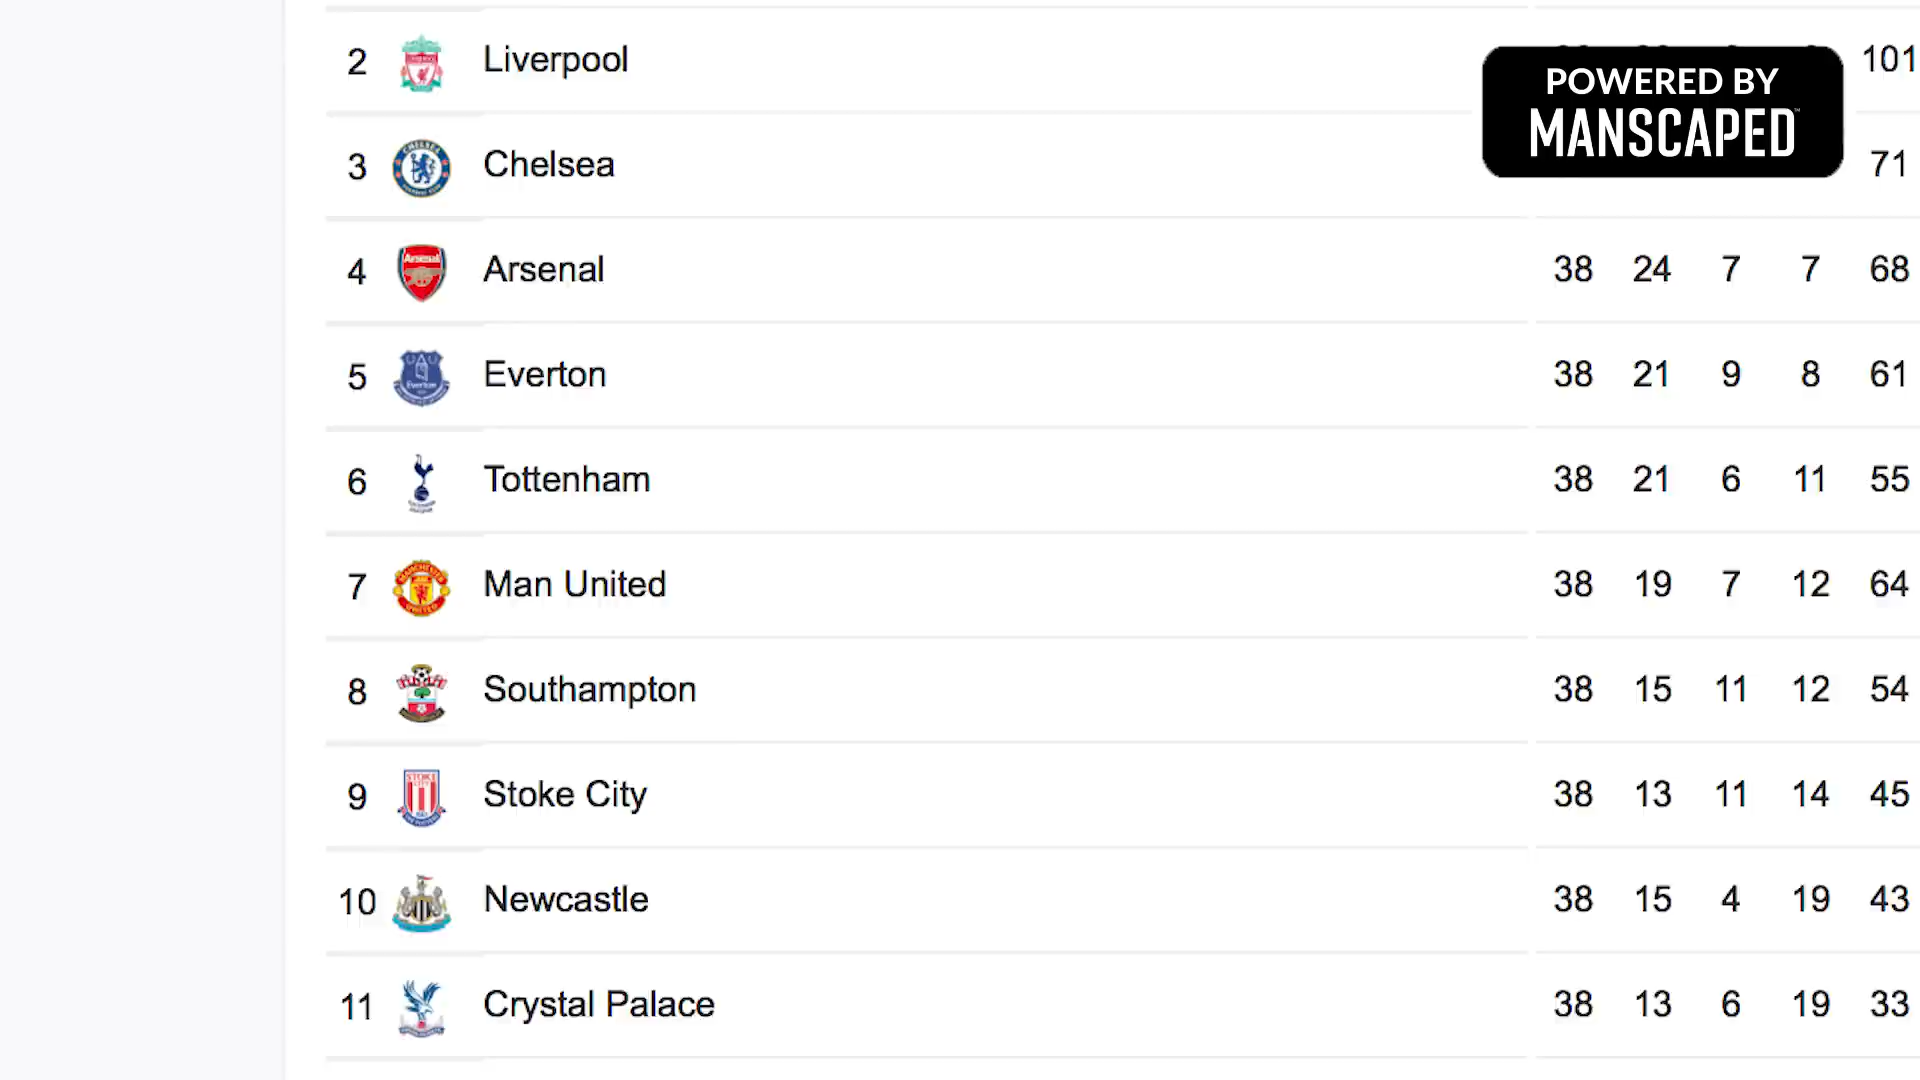 2 Liverpool 101
POWERED BY
MANSCAPED™
3 Chelsea 71
4 Arsenal 38 24 7 7 68
5 Everton 38 21 9 8 61
6 Tottenham 38 21 6 11 55
7 Man United 38 19 7 12 64
8 Southampton 38 15 11 12 54
9 Stoke City 38 13 11 14 45
10 Newcastle 38 15 4 19 43
11 Crystal Palace 38 13 6 19 33